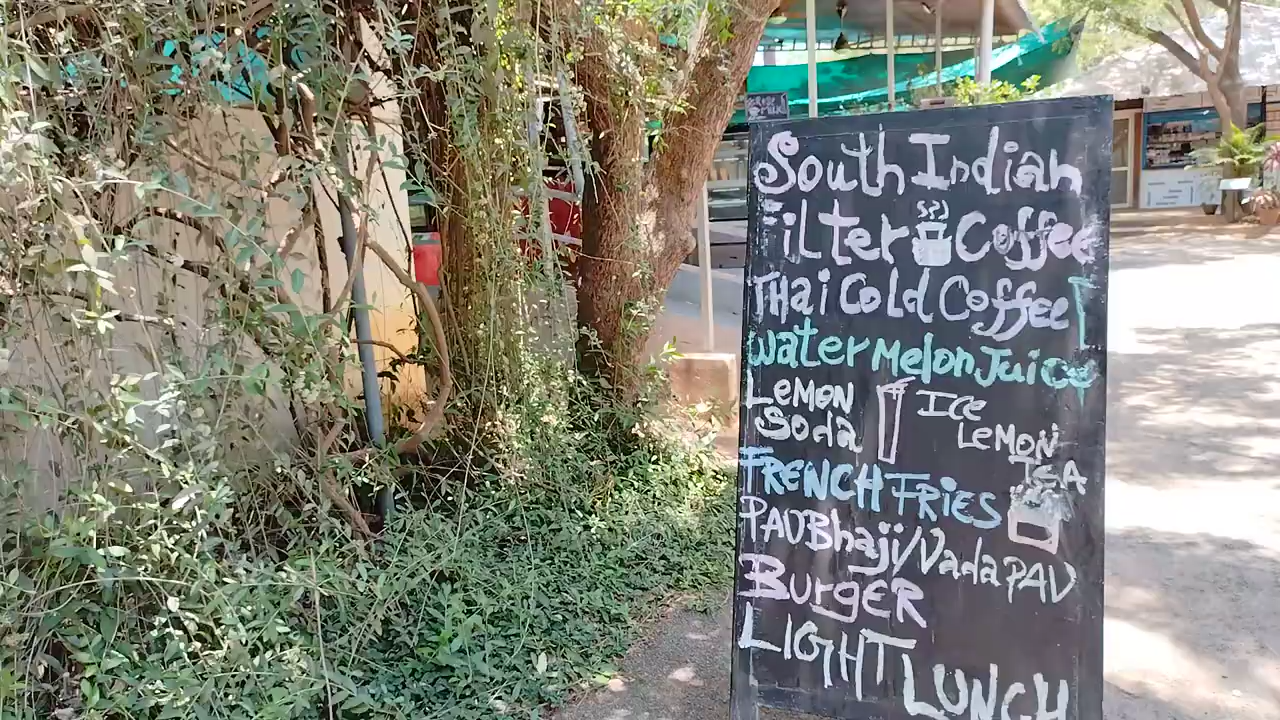 South Indian
Filter Coffee
THai Cold Coffee
water melon Juice
LeMON Soda
Ice LeMON TEA
FRENCH FRies
PAVBhaji/Vada PAV
BurgER
LIGHT LUNCH